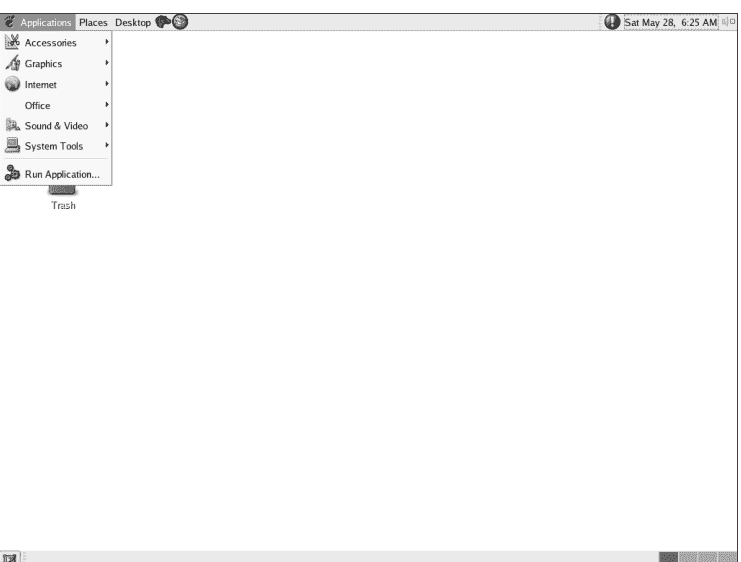 Applications Places Desktop Sat May 28, 6:25 AM
Accessories
Graphics
Internet
Office
Sound & Video
System Tools
Run Application...
Trash